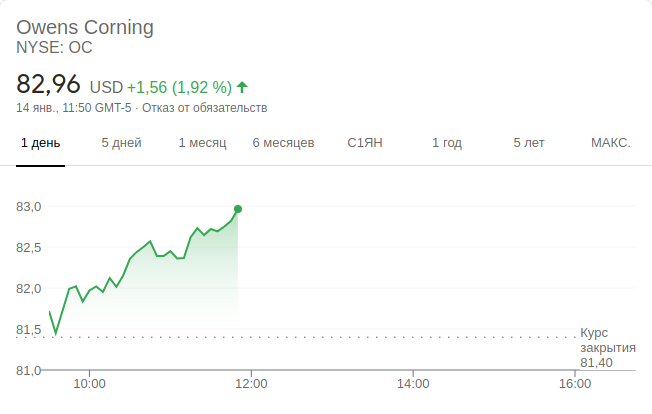 Owens Corning
NYSE: OC
82,96 USD +1,56 (1,92 %)
14 янв., 11:50 GMT-5 · Отказ от обязательств
1 день 5 дней 1 месяц 6 месяцев С1ЯН 1 год 5 лет МАКС.
83,0
82,5
82,0
81,5
Курс
закрытия
81,40
81,0
10:00 12:00 14:00 16:00